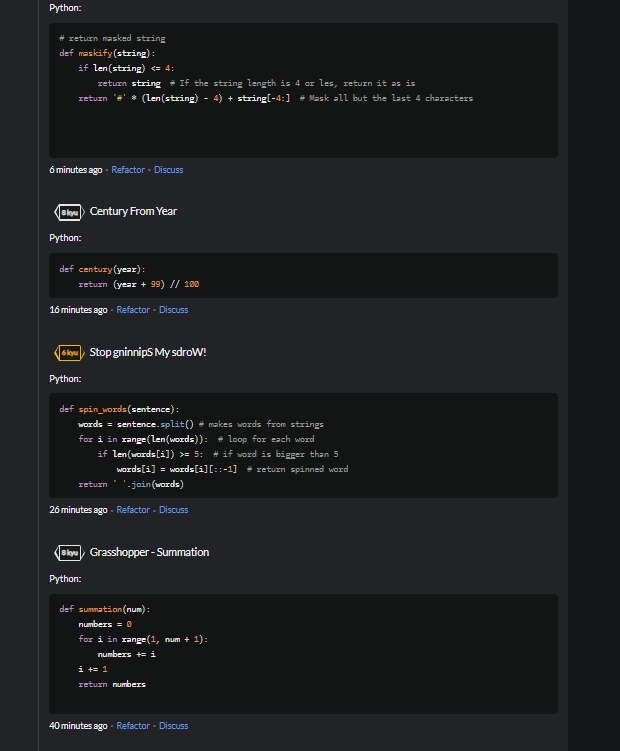 Python:
# return masked string
def maskify(string):
    if len(string) <= 4:
        return string  # If the string length is 4 or les, return it as is
    return '#' * (len(string) - 4) + string[-4:]  # Mask all but the last 4 characters
6 minutes ago · Refactor · Discuss
8 kyu Century From Year
Python:
def century(year):
    return (year + 99) // 100
16 minutes ago · Refactor · Discuss
6 kyu Stop gninnipS My sdroW!
Python:
def spin_words(sentence):
    words = sentence.split() # makes words from strings
    for i in range(len(words)):  # loop for each word
        if len(words[i]) >= 5:  # if word is bigger than 5
            words[i] = words[i][::-1]  # return spinned word
    return ' '.join(words)
26 minutes ago · Refactor · Discuss
8 kyu Grasshopper - Summation
Python:
def summation(num):
    numbers = 0
    for i in range(1, num + 1):
        numbers += i
    i += 1
    return numbers
40 minutes ago · Refactor · Discuss